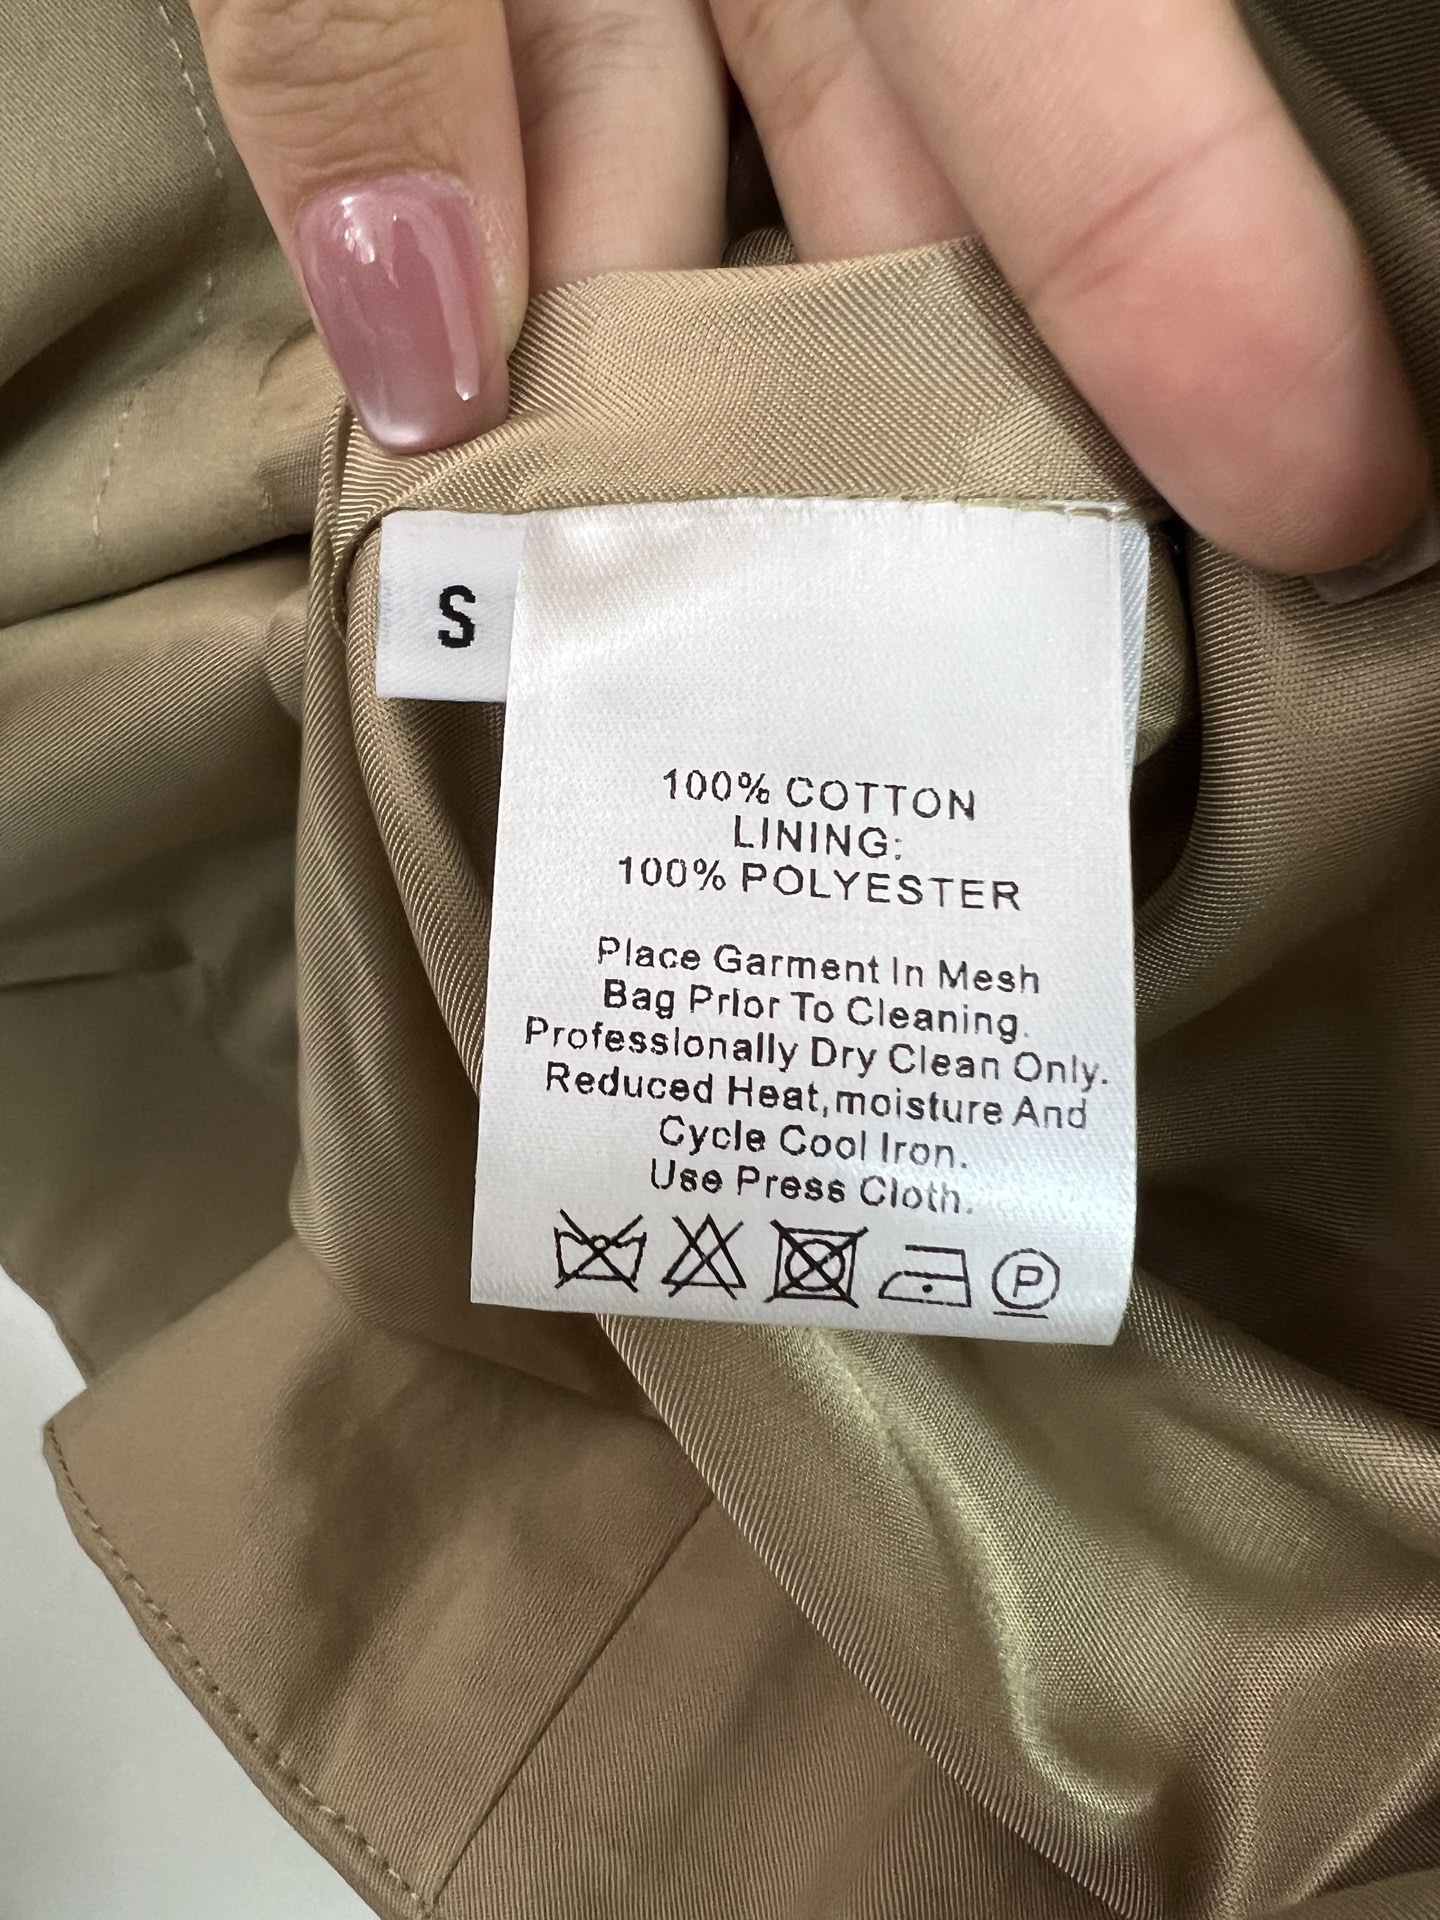 S
100% COTTON
LINING:
100% POLYESTER
Place Garment In Mesh
Bag Prior To Cleaning.
Professionally Dry Clean Only.
Reduced Heat,moisture And
Cycle Cool Iron.
Use Press Cloth.
P